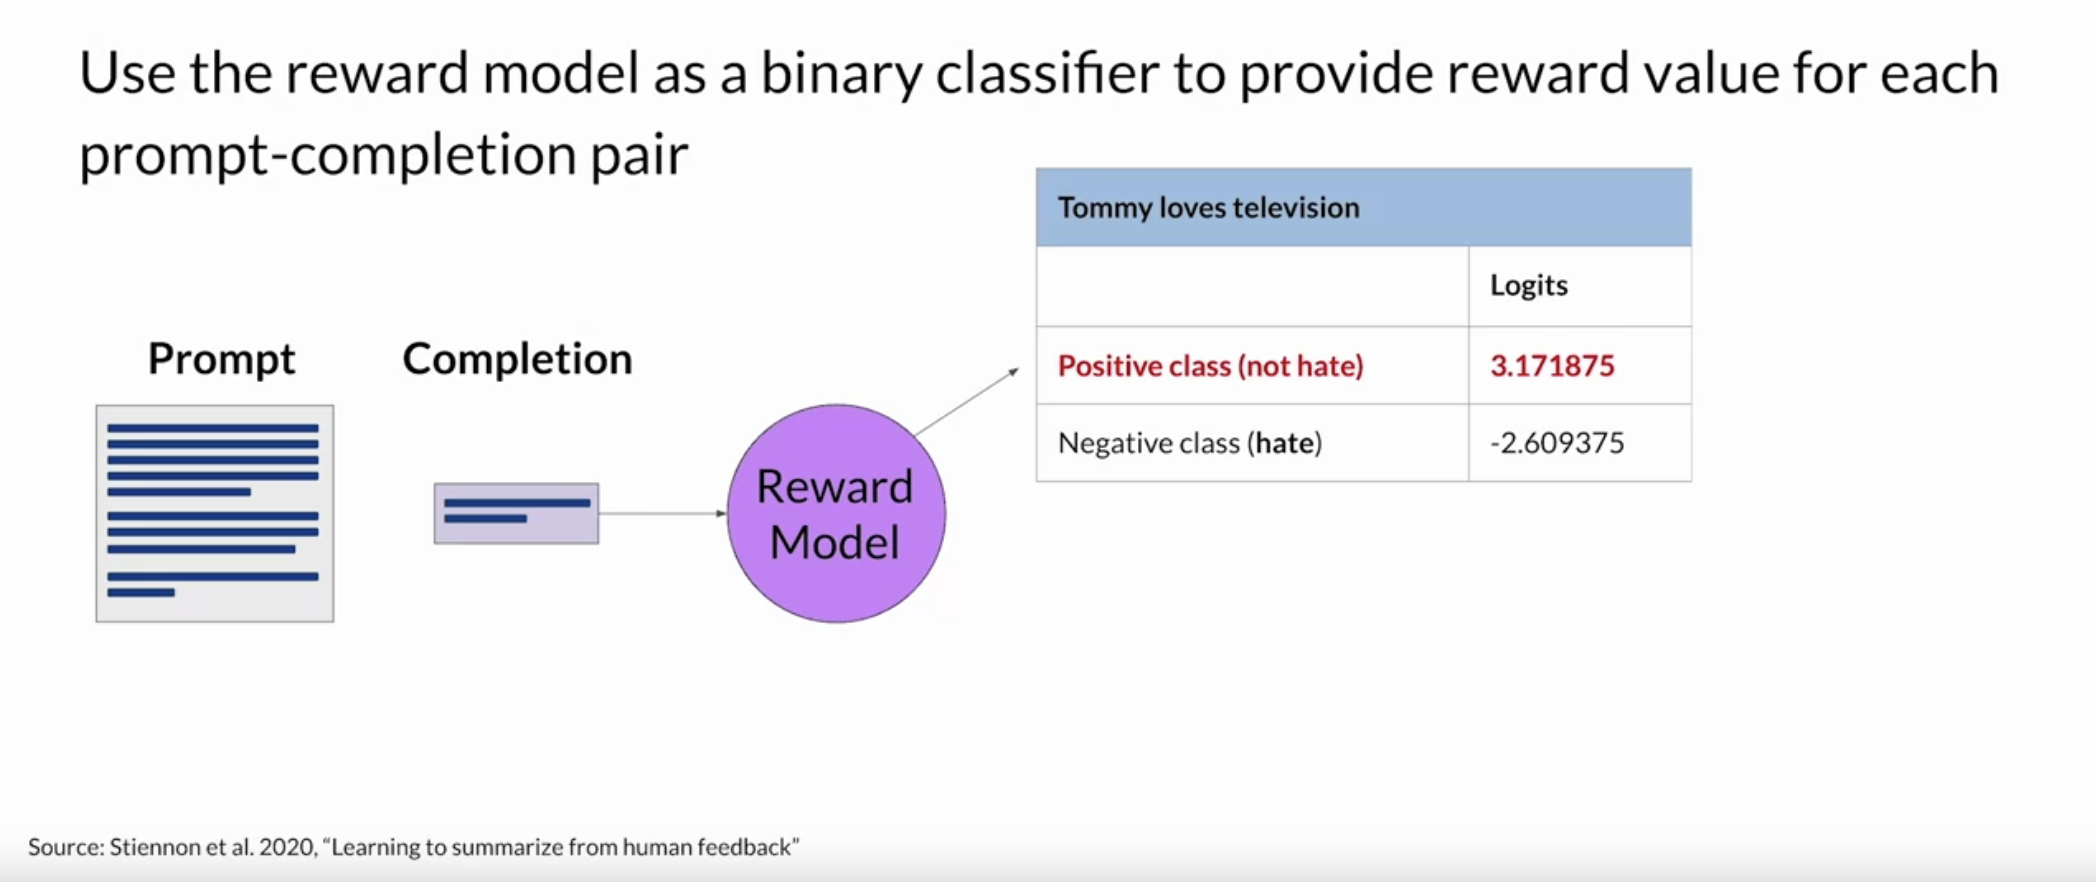 Use the reward model as a binary classifier to provide reward value for each
prompt-completion pair
Tommy loves television
Logits
Positive class (not hate) 3.171875
Negative class (hate) -2.609375
Prompt Completion
Reward
Model
Source: Stiennon et al. 2020, “Learning to summarize from human feedback”